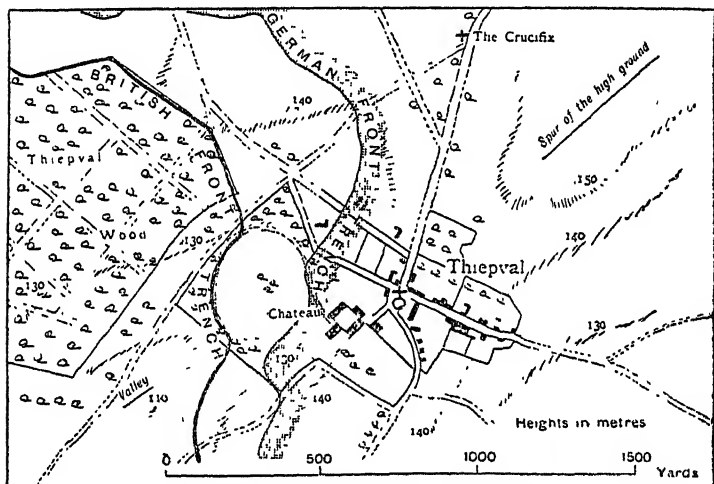 The Crucifix
GERMAN FRONT TRENCH
BRITISH FRONT TRENCH
140
Spur of the high ground
Thiepval
150
Wood
130
140
Thiepval
130
Chateau
130
130
Valley
110
140
140
Heights in metres
0 500 1000 1500
Yards